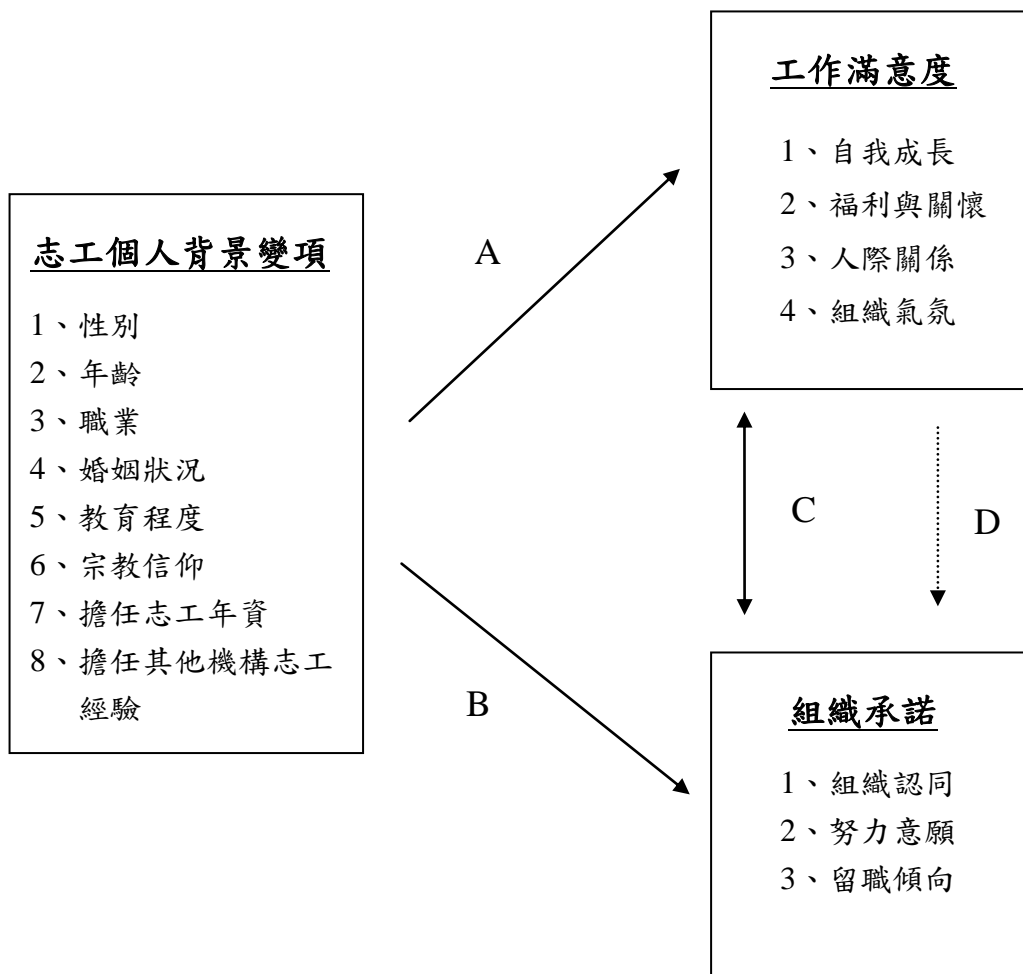 工作滿意度
1、自我成長
2、福利與關懷
3、人際關係
4、組織氣氛
志工個人背景變項
1、性別
2、年齡
3、職業
4、婚姻狀況
5、教育程度
6、宗教信仰
7、擔任志工年資
8、擔任其他機構志工
經驗
A
B
C
D
組織承諾
1、組織認同
2、努力意願
3、留職傾向